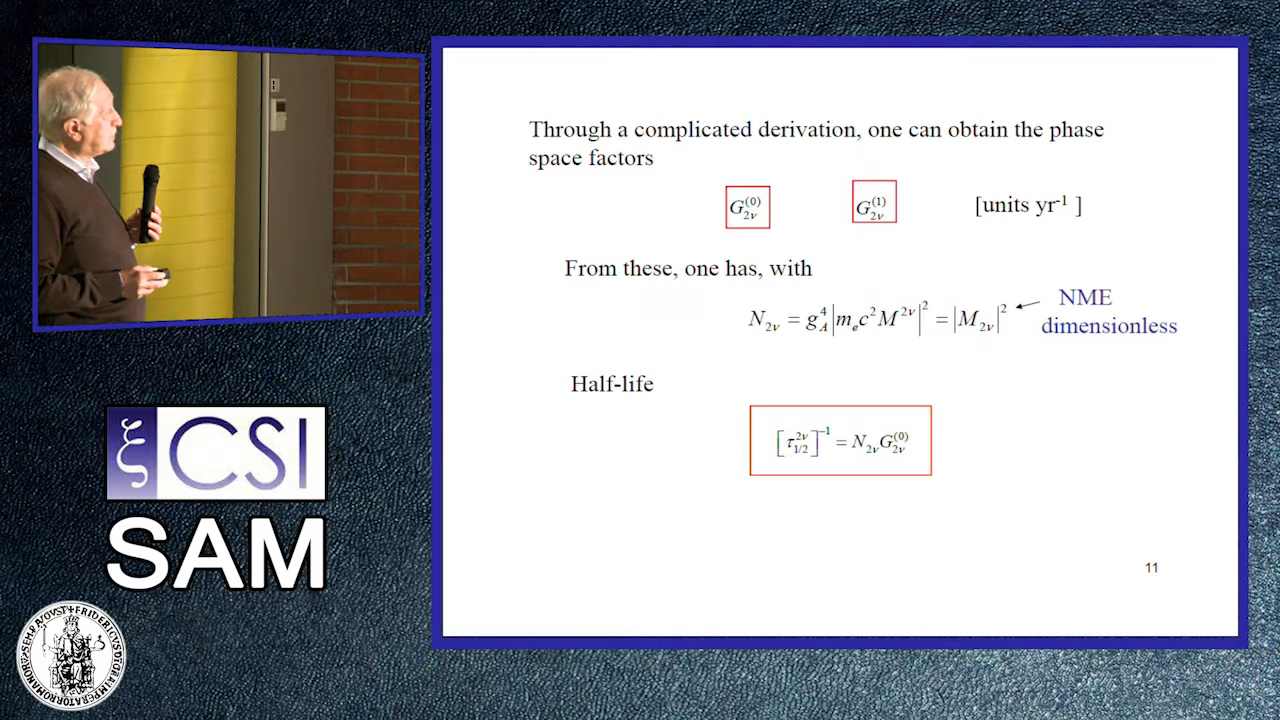 Through a complicated derivation, one can obtain the phase
space factors
G_{2ν}^{(0)} G_{2ν}^{(1)} [units yr^{-1} ]
From these, one has, with
NME
N_{2ν} = g_A^4 |m_e c^2 M^{2ν}|^2 = |M_{2ν}|^2
dimensionless
Half-life
[τ_{1/2}^{2ν}]^{-1} = N_{2ν} G_{2ν}^{(0)}
11
ξ CSI
SAM